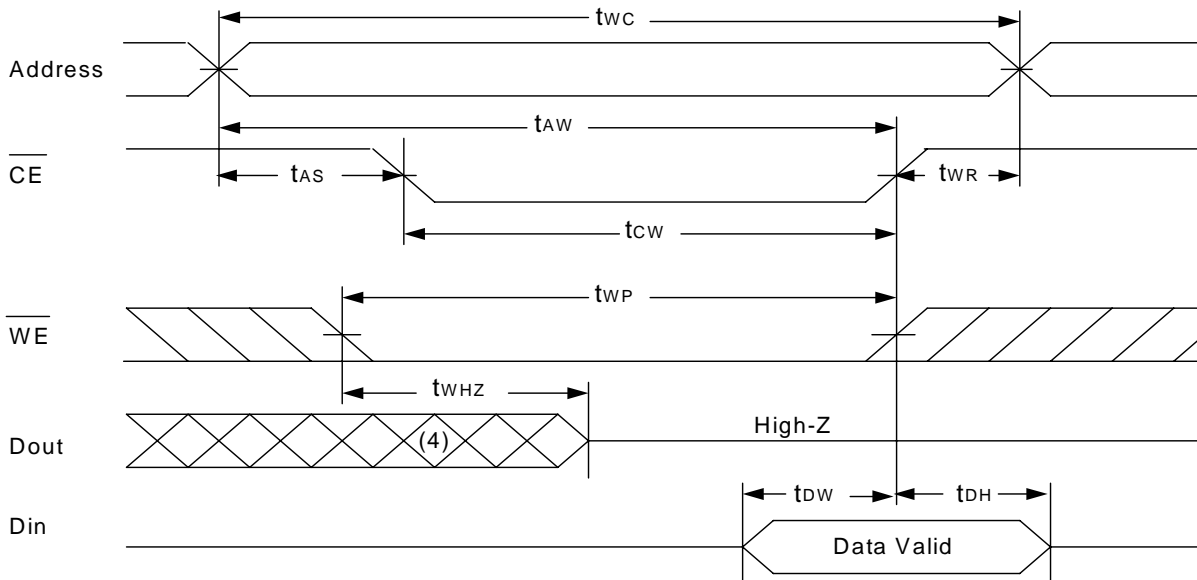 tWC
Address
tAW
CE
tAS
tWR
tCW
tWP
WE
tWHZ
Dout
(4)
High-Z
tDW
tDH
Din
Data Valid